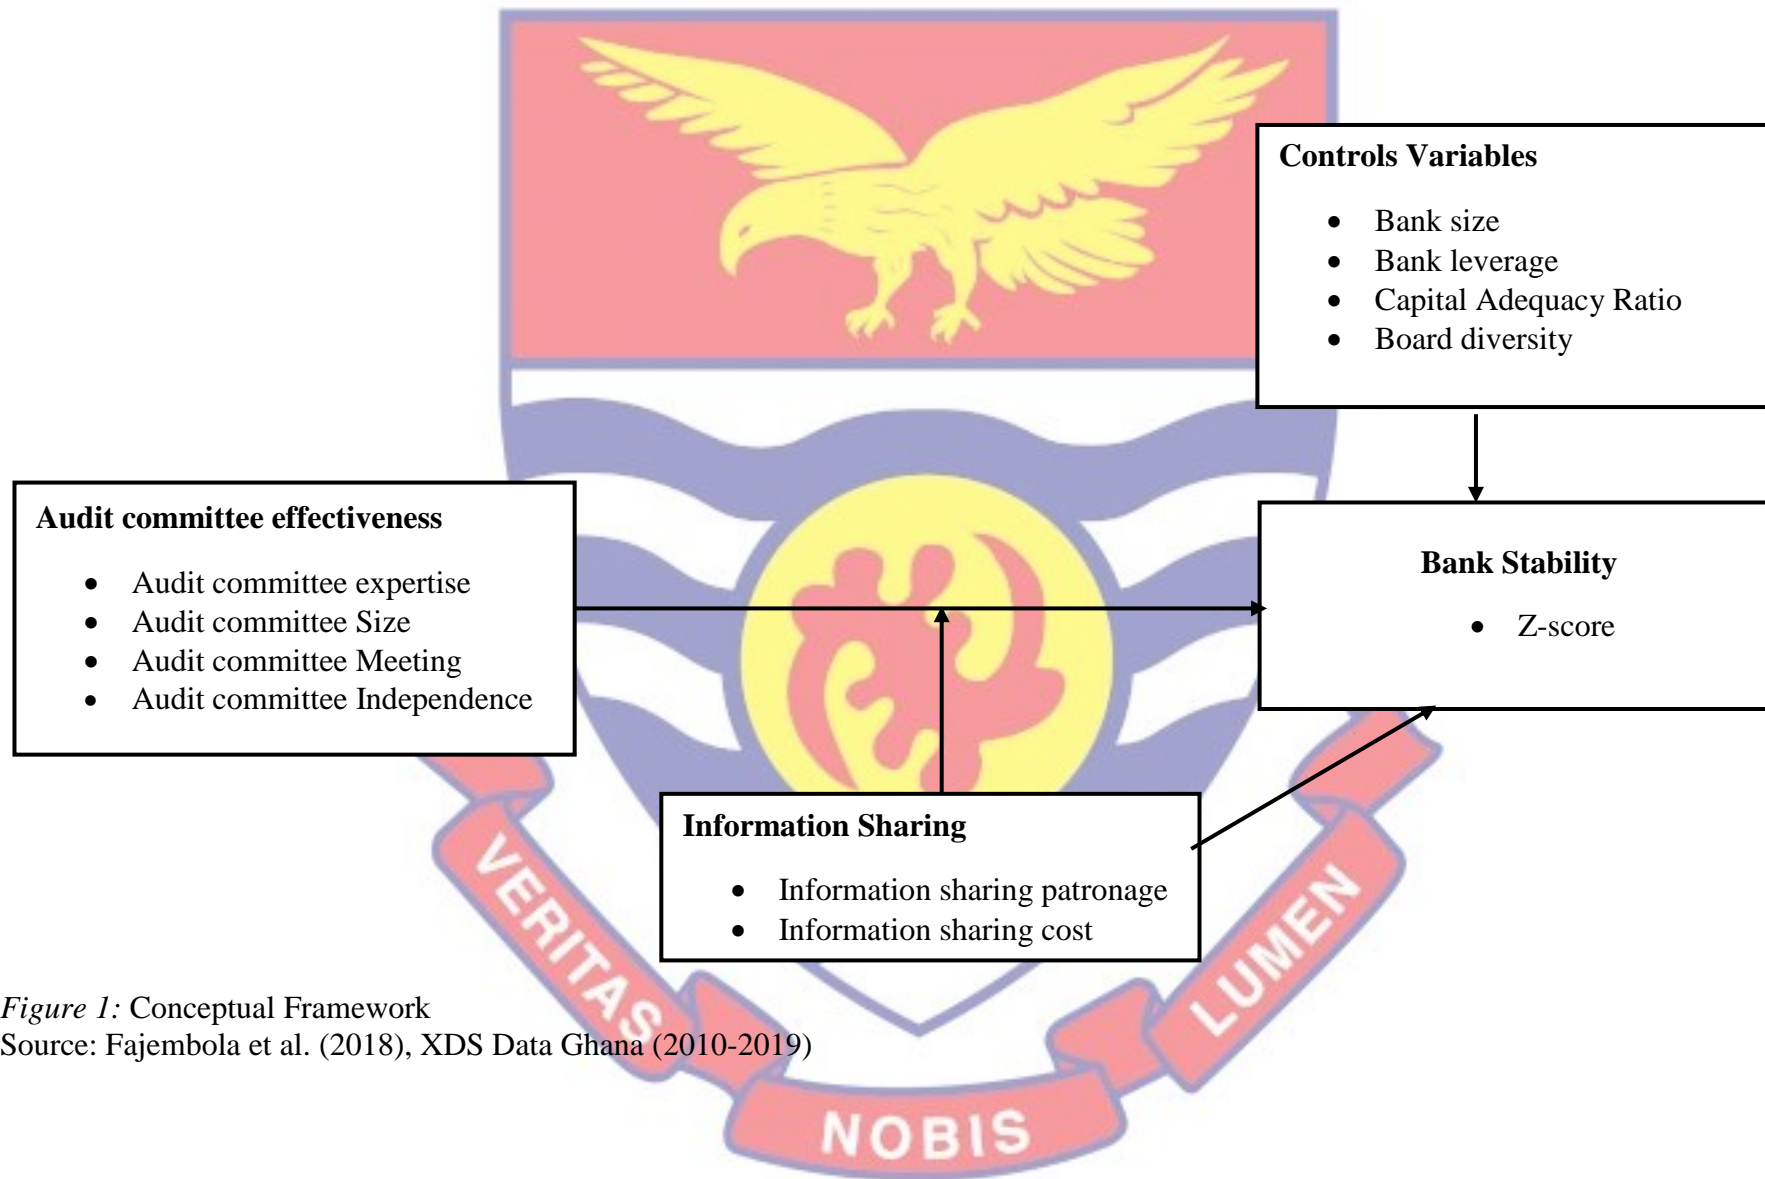 Controls Variables
• Bank size
• Bank leverage
• Capital Adequacy Ratio
• Board diversity
Audit committee effectiveness
• Audit committee expertise
• Audit committee Size
• Audit committee Meeting
• Audit committee Independence
Bank Stability
• Z-score
Information Sharing
• Information sharing patronage
• Information sharing cost
Figure 1: Conceptual Framework
Source: Fajembola et al. (2018), XDS Data Ghana (2010-2019)
VERITAS
NOBIS
LUMEN